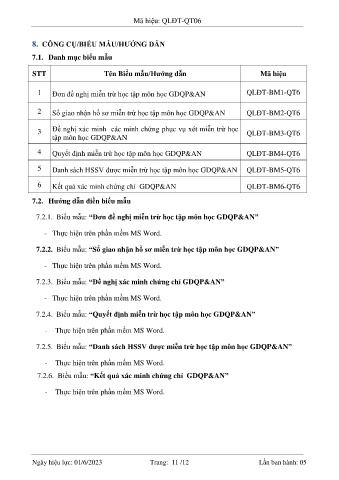 Mã hiệu: QLĐT-QT06
8. CÔNG CỤ/BIỂU MẪU/HƯỚNG DẪN
7.1. Danh mục biểu mẫu
STT Tên Biểu mẫu/Hướng dẫn Mã hiệu
1 Đơn đề nghị miễn trừ học tập môn học GDQP&AN QLĐT-BM1-QT6
2 Sổ giao nhận hồ sơ miễn trừ học tập môn học GDQP&AN QLĐT-BM2-QT6
3 Đề nghị xác minh các minh chứng phục vụ xét miễn trừ học QLĐT-BM3-QT6
tập môn học GDQP&AN
4 Quyết định miễn trừ học tập môn học GDQP&AN QLĐT-BM4-QT6
5 Danh sách HSSV được miễn trừ học tập môn học GDQP&AN QLĐT-BM5-QT6
6 Kết quả xác minh chứng chỉ GDQP&AN QLĐT-BM6-QT6
7.2. Hướng dẫn điền biểu mẫu
7.2.1. Biểu mẫu: “Đơn đề nghị miễn trừ học tập môn học GDQP&AN”
- Thực hiện trên phần mềm MS Word.
7.2.2. Biểu mẫu: “Sổ giao nhận hồ sơ miễn trừ học tập môn học GDQP&AN”
- Thực hiện trên phần mềm MS Word.
7.2.3. Biểu mẫu: “Đề nghị xác minh chứng chỉ GDQP&AN”
- Thực hiện trên phần mềm MS Word.
7.2.4. Biểu mẫu: “Quyết định miễn trừ học tập môn học GDQP&AN”
- Thực hiện trên phần mềm MS Word.
7.2.5. Biểu mẫu: “Danh sách HSSV được miễn trừ học tập môn học GDQP&AN”
- Thực hiện trên phần mềm MS Word.
7.2.6. Biểu mẫu: “Kết quả xác minh chứng chỉ GDQP&AN”
- Thực hiện trên phần mềm MS Word.
Ngày hiệu lực: 01/6/2023 Trang: 11 /12 Lần ban hành: 05